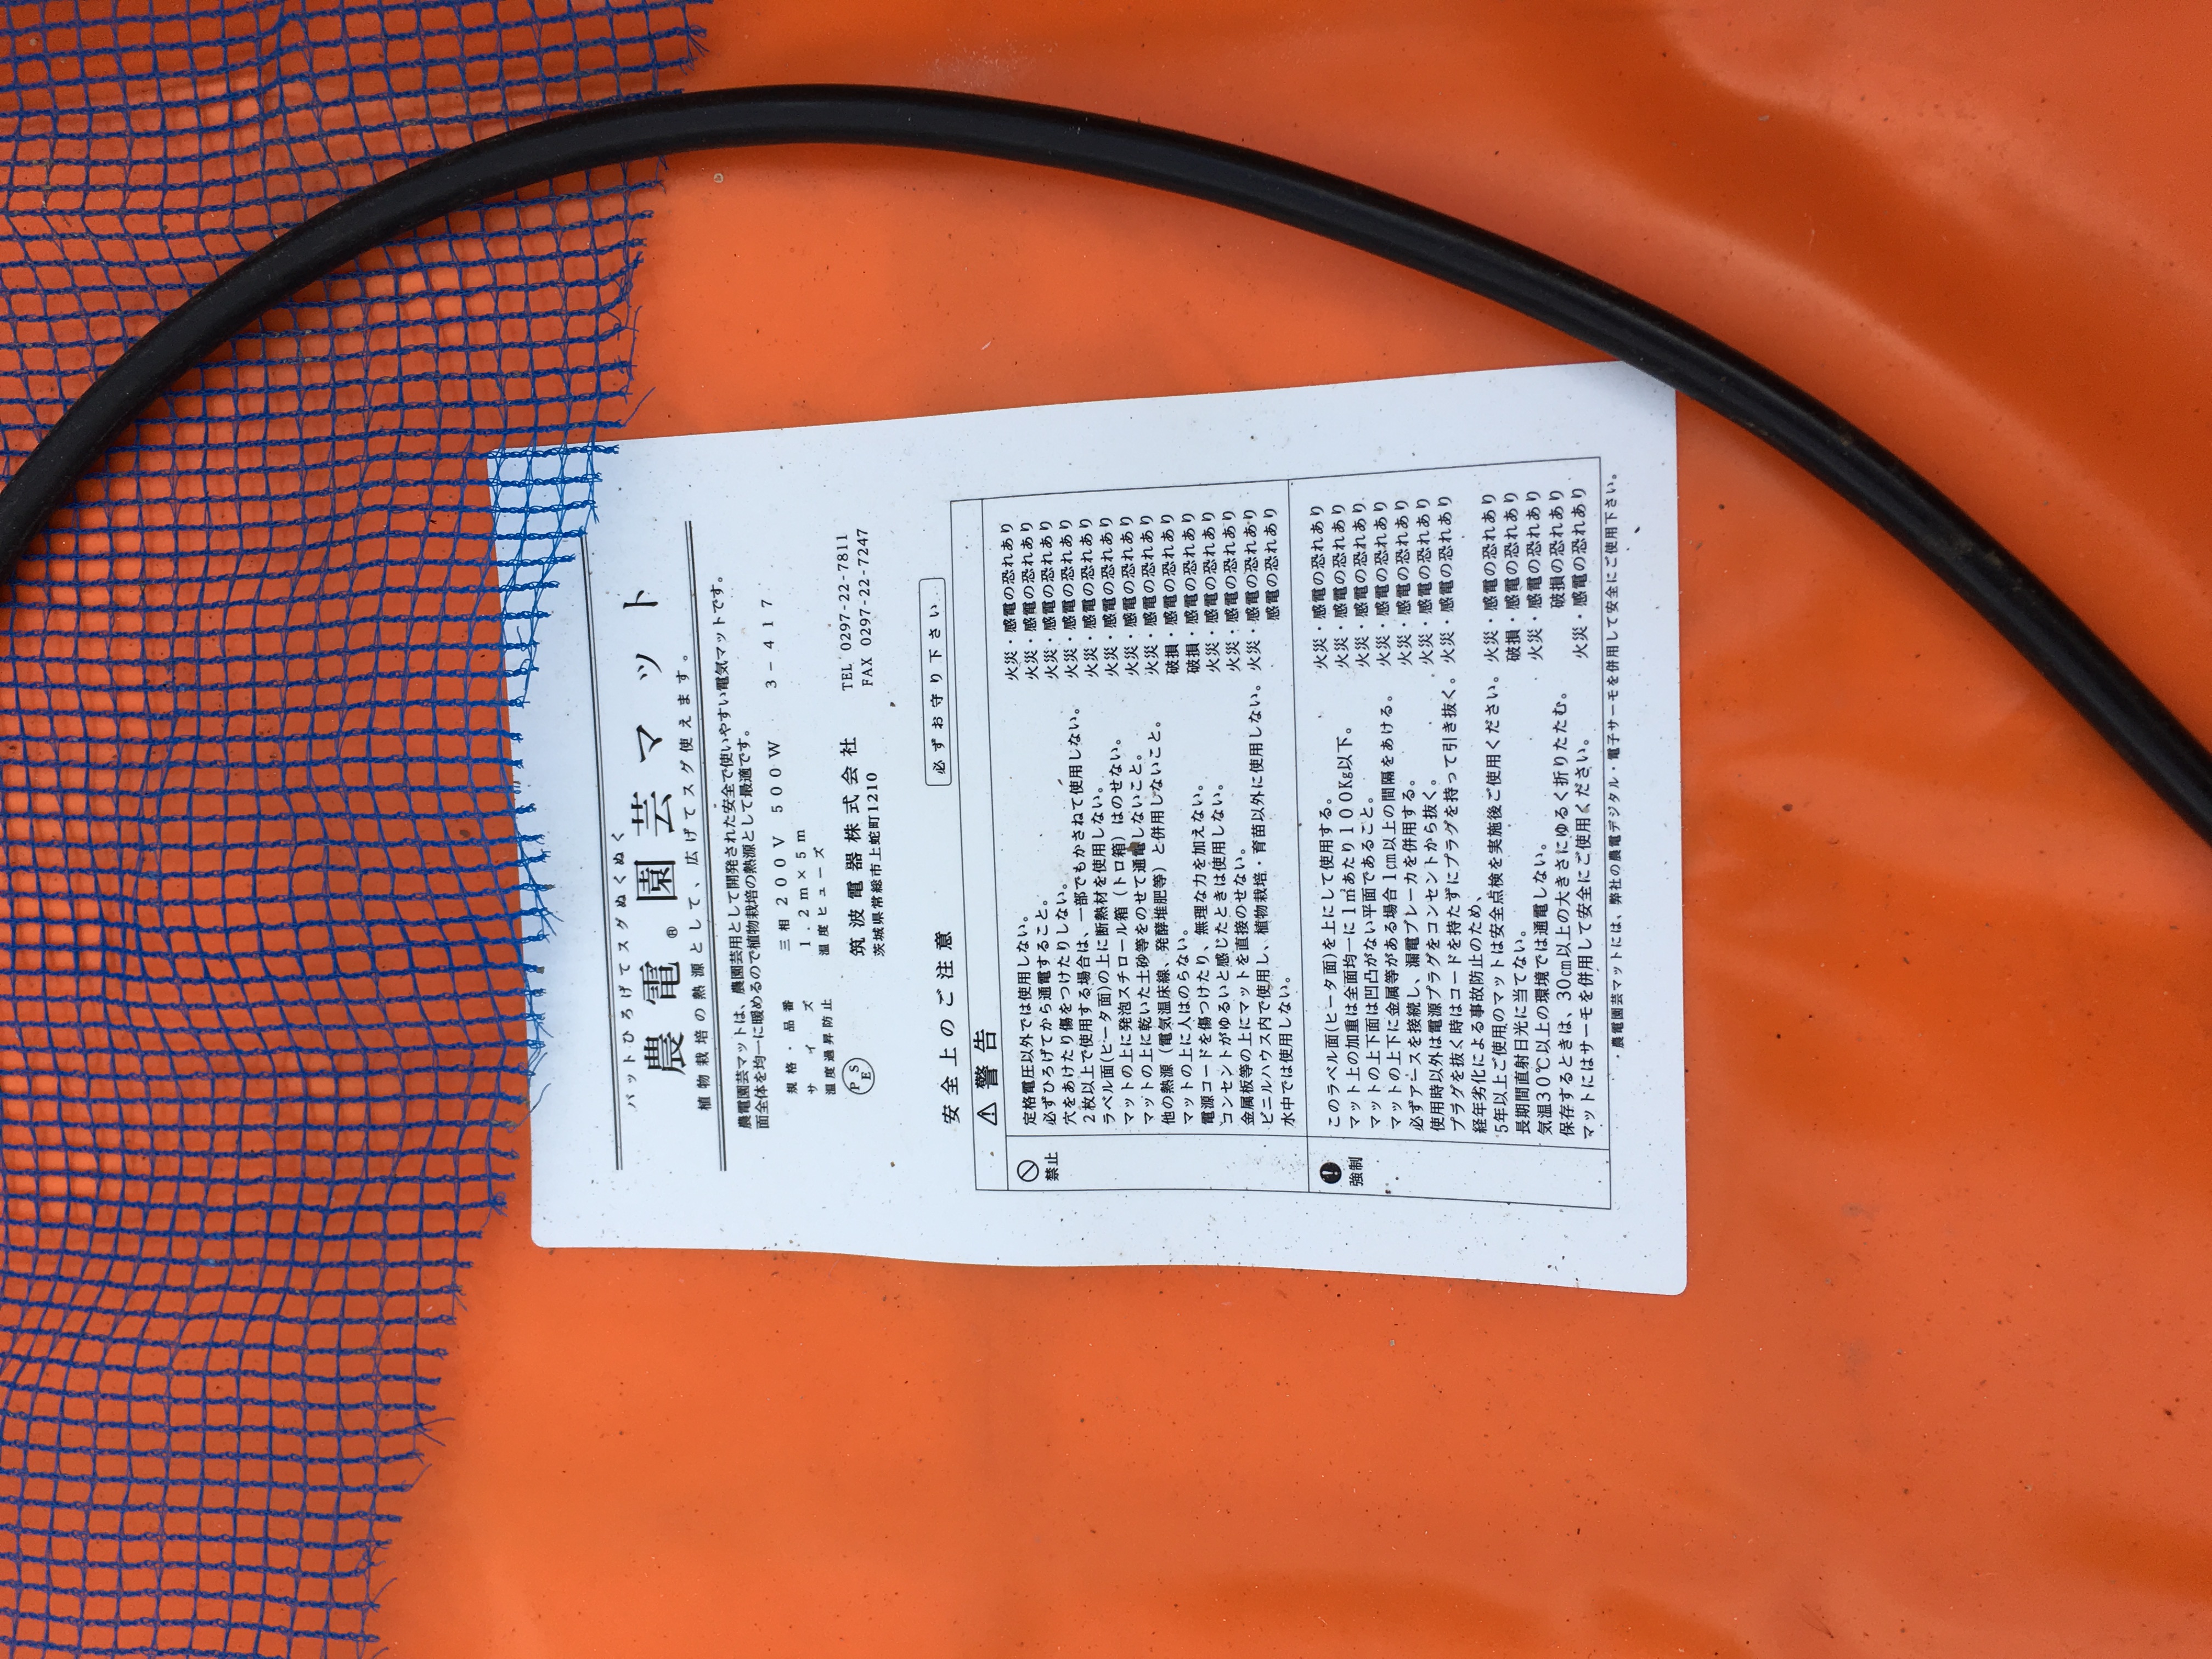 パットひろげてスグぬくぬく
農電®園芸マット
植物栽培の熱源として、広げてスグ使えます。
農電園芸マットは、農園芸用として開発された安全で使いやすい電気マットです。
面全体を均一に暖めるので植物栽培の熱源として最適です。
規格・品番 三相200V 500W 3-417
サイズ 1.2m×5m
温度過昇防止 温度ヒューズ
PSE 筑波電器株式会社 TEL 0297-22-7811
茨城県常総市上蛇町1210 FAX 0297-22-7247
安全上のご注意 必ずお守り下さい
⚠警告
禁止
定格電圧以外では使用しない。 火災・感電の恐れあり
必ずひろげてから通電すること。 火災・感電の恐れあり
穴をあけたり傷をつけたりしない。 火災・感電の恐れあり
2枚以上で使用する場合は、一部でもかさねて使用しない。 火災・感電の恐れあり
ラベル面(ヒータ面)の上に断熱材を使用しない。 火災・感電の恐れあり
マットの上に発泡スチロール箱(トロ箱)はのせない。 火災・感電の恐れあり
マットの上に乾いた土砂等をのせて通電しないこと。 火災・感電の恐れあり
他の熱源(電気温床線、発酵堆肥等)と併用しないこと。 火災・感電の恐れあり
マットの上に人はのらない。 破損・感電の恐れあり
電源コードを傷つけたり、無理な力を加えない。 破損・感電の恐れあり
コンセントがゆるいと感じたときは使用しない。 火災・感電の恐れあり
金属板等の上にマットを直接のせない。 火災・感電の恐れあり
ビニルハウス内で使用し、植物栽培・育苗以外に使用しない。 火災・感電の恐れあり
水中では使用しない。 感電の恐れあり
強制
このラベル面(ヒータ面)を上にして使用する。 火災・感電の恐れあり
マット上の加重は全面均一に1㎡あたり100Kg以下。 火災・感電の恐れあり
マットの上下面は凹凸がない平面であること。 火災・感電の恐れあり
マットの上下に金属等がある場合1cm以上の間隔をあける。 火災・感電の恐れあり
必ずアースを接続し、漏電ブレーカを併用する。 火災・感電の恐れあり
使用時以外は電源プラグをコンセントから抜く。 火災・感電の恐れあり
プラグを抜く時はコードを持たずにプラグを持って引き抜く。 火災・感電の恐れあり
経年劣化による事故防止のため、
5年以上ご使用のマットは安全点検を実施後ご使用ください。 火災・感電の恐れあり
長期間直射日光に当てない。 破損・感電の恐れあり
気温30℃以上の環境では通電しない。 火災・感電の恐れあり
保存するときは、30cm以上の大きさにゆるく折りたたむ。 破損の恐れあり
マットにはサーモを併用して安全にご使用ください。 火災・感電の恐れあり
・農電園芸マットには、弊社の農電デジタル・電子サーモを併用して安全にご使用下さい。